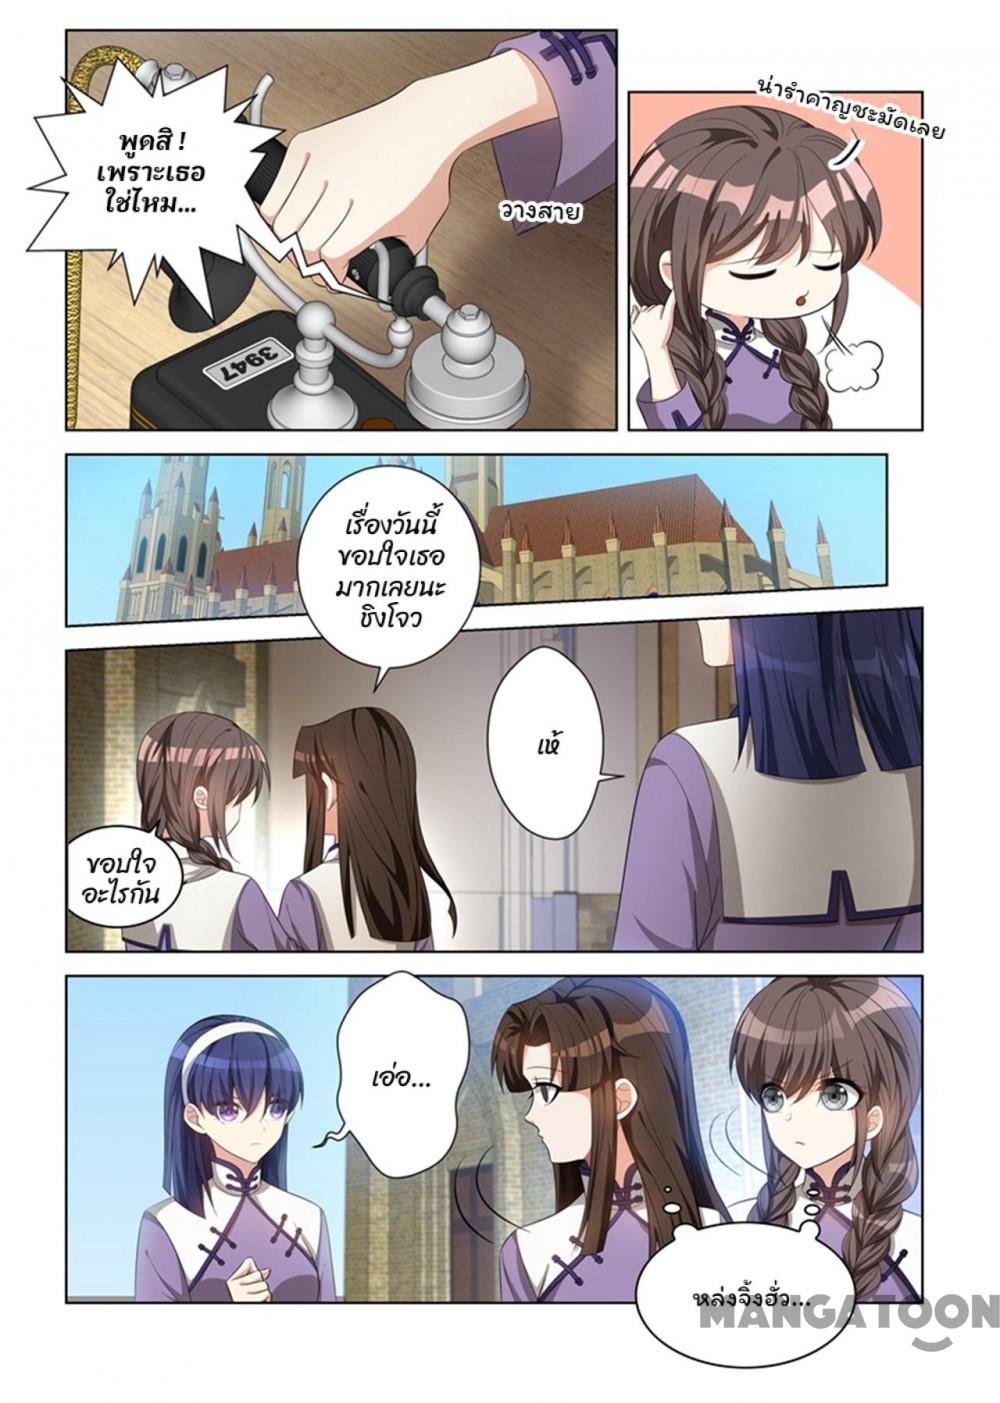 พูดสิ!
เพราะเธอ
ใช่ไหม...
วางสาย
3947
น่ารำคาญชะมัดเลย
เรื่องวันนี้
ขอบใจเธอ
มากเลยนะ
ชิงโจว
เห้
ขอบใจ
อะไรกัน
เอ่อ...
หล่งจิ้งฮั่ว...
MANGATOON